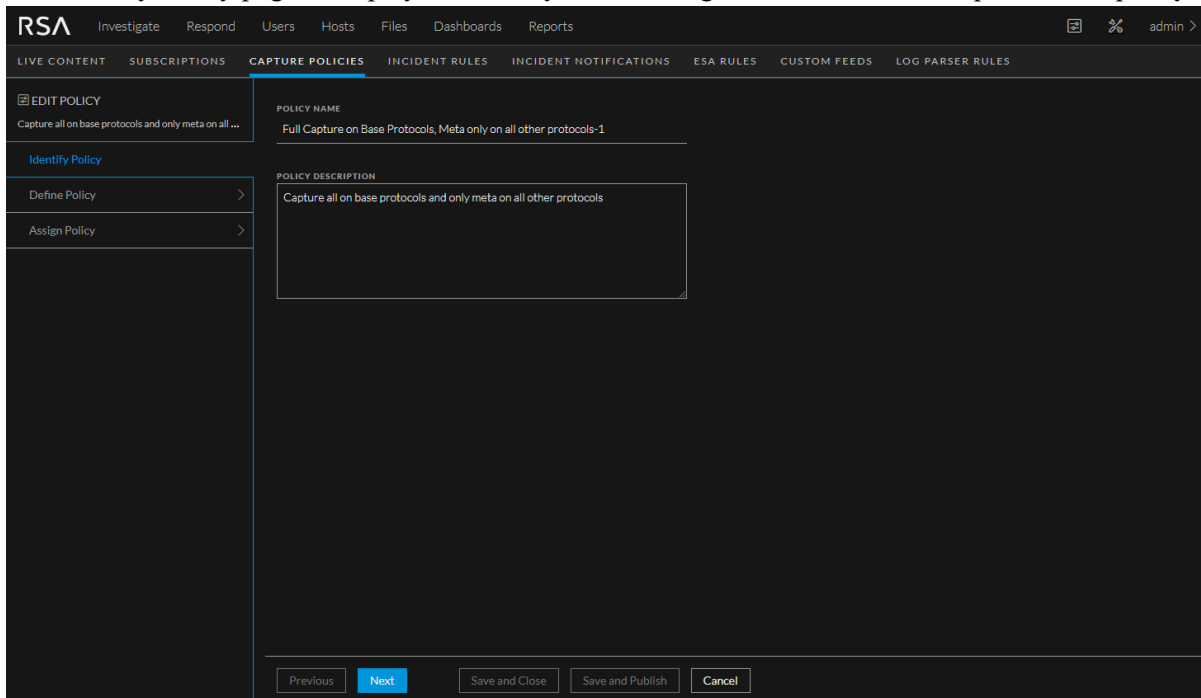 RSA Investigate Respond Users Hosts Files Dashboards Reports admin >
LIVE CONTENT SUBSCRIPTIONS CAPTURE POLICIES INCIDENT RULES INCIDENT NOTIFICATIONS ESA RULES CUSTOM FEEDS LOG PARSER RULES
EDIT POLICY
Capture all on base protocols and only meta on all ...
Identify Policy
Define Policy
Assign Policy
POLICY NAME
Full Capture on Base Protocols, Meta only on all other protocols-1
POLICY DESCRIPTION
Capture all on base protocols and only meta on all other protocols
Previous Next Save and Close Save and Publish Cancel